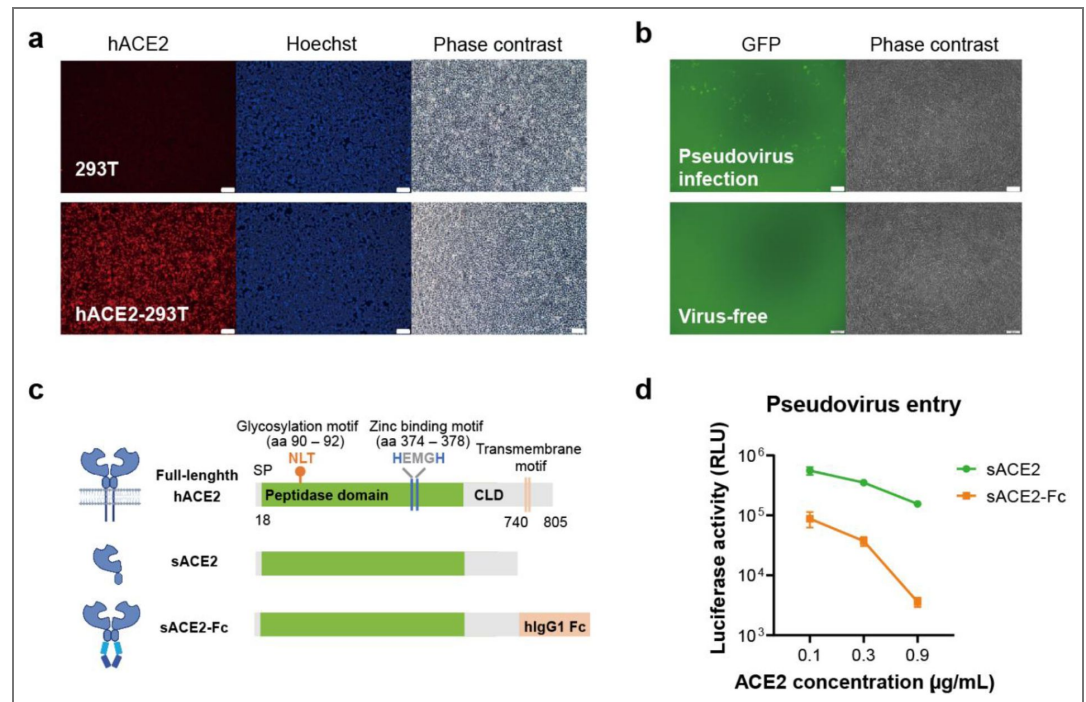 a
hACE2
Hoechst
Phase contrast
293T
hACE2-293T
b
GFP
Phase contrast
Pseudovirus
infection
Virus-free
c
Glycosylation motif
(aa 90 – 92)
NLT
Zinc binding motif
(aa 374 – 378)
HEMGH
Transmembrane
motif
Full-lenghth
hACE2
SP
Peptidase domain
CLD
18
740
805
sACE2
sACE2-Fc
hIgG1 Fc
d
Pseudovirus entry
Luciferase activity (RLU)
10⁶
10⁵
10⁴
10³
0.1
0.3
0.9
ACE2 concentration (µg/mL)
sACE2
sACE2-Fc